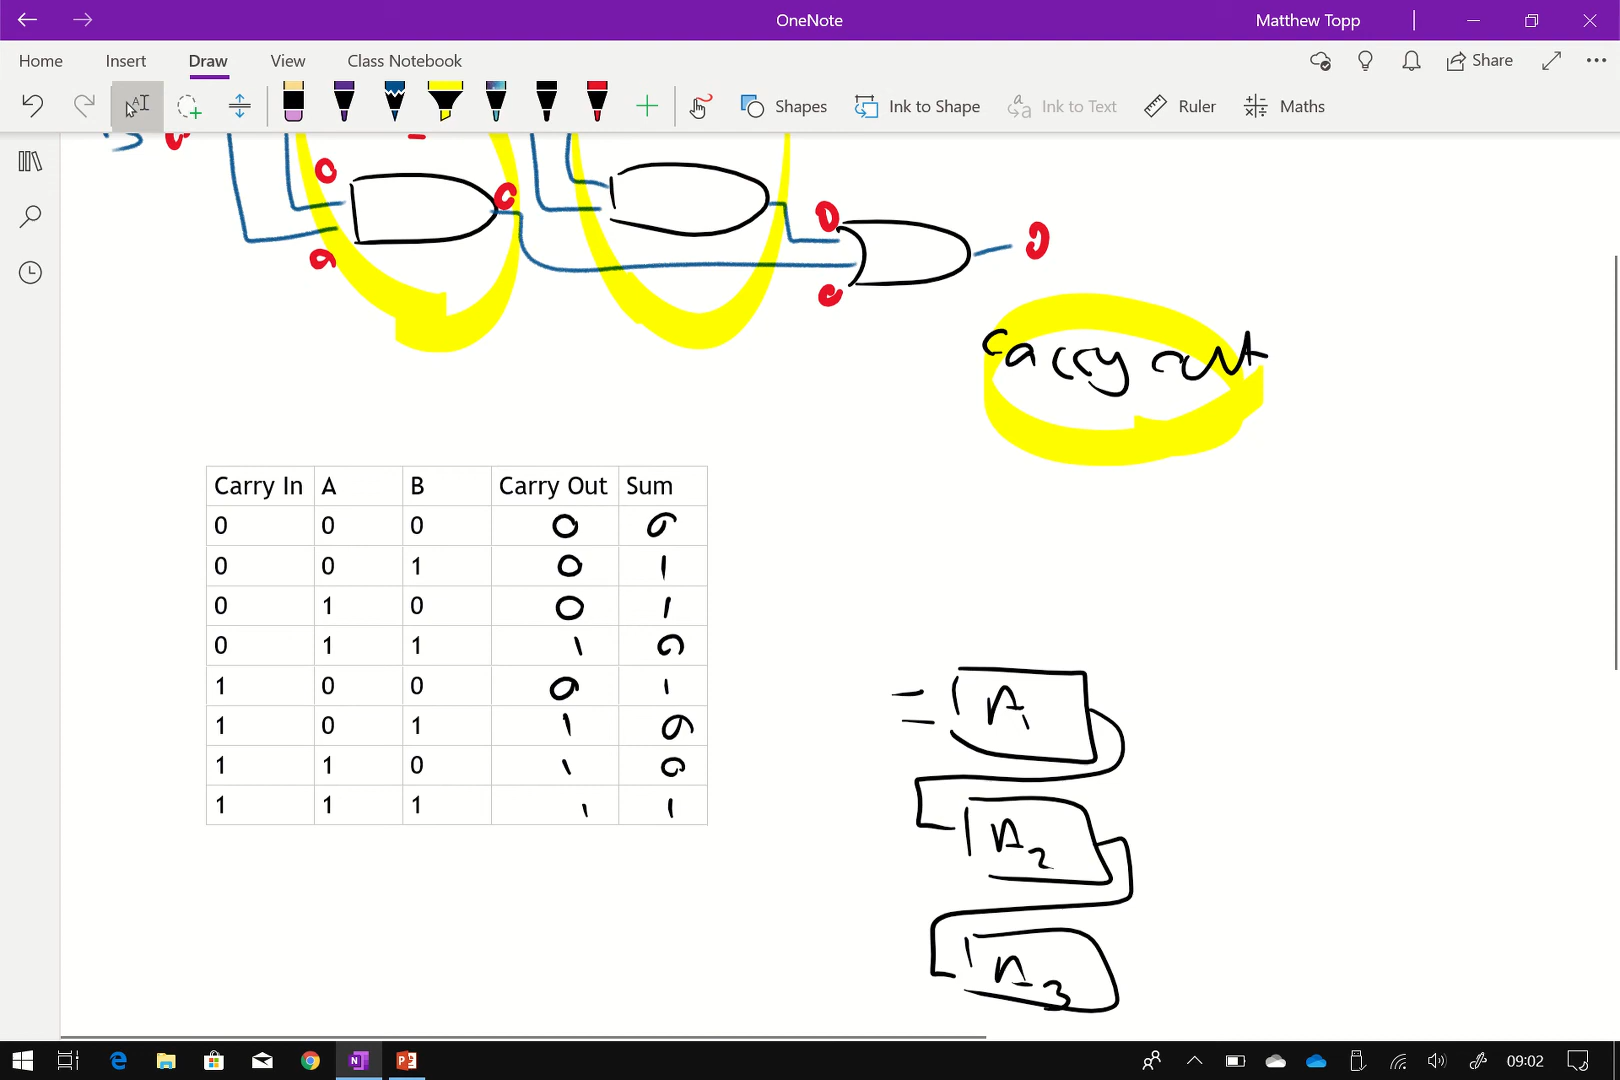 OneNote
Matthew Topp
Home Insert Draw View Class Notebook Share
Shapes Ink to Shape Ink to Text Ruler Maths
carry out
Carry In A B Carry Out Sum
0 0 0 0 0
0 0 1 0 1
0 1 0 0 1
0 1 1 1 0
1 0 0 0 1
1 0 1 1 0
1 1 0 1 0
1 1 1 1 1
A1
A2
A3
09:02